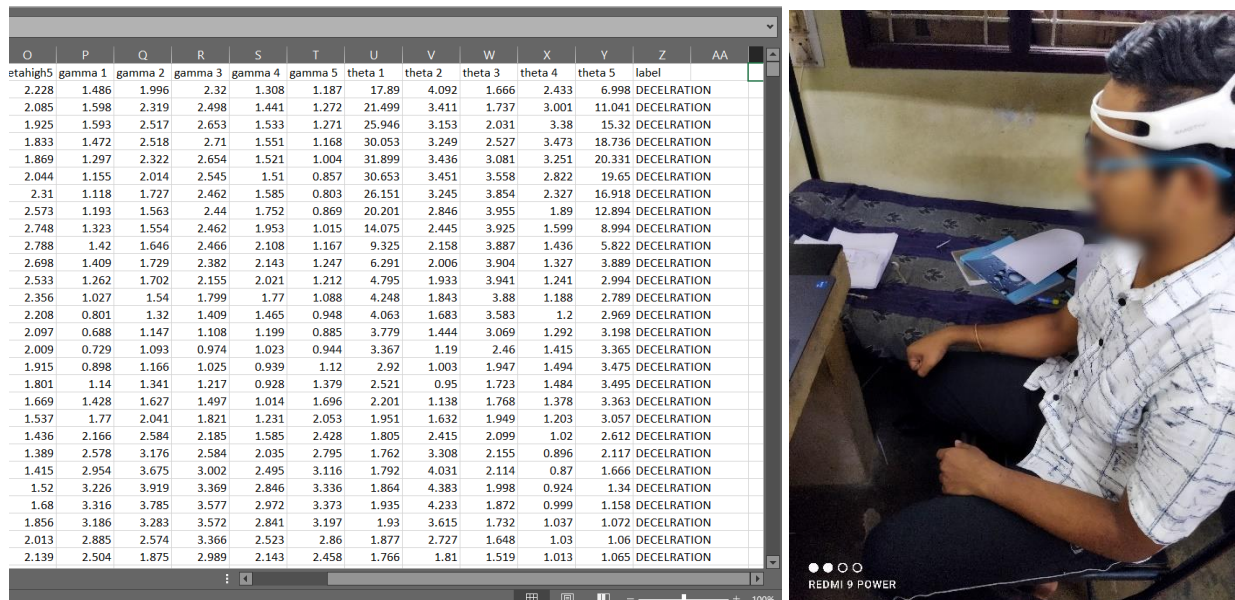 O P Q R S T U V W X Y Z AA
etahigh5 gamma 1 gamma 2 gamma 3 gamma 4 gamma 5 theta 1 theta 2 theta 3 theta 4 theta 5 label
2.228 1.486 1.996 2.32 1.308 1.187 17.89 4.092 1.666 2.433 6.998 DECELRATION
2.085 1.598 2.319 2.498 1.441 1.272 21.499 3.411 1.737 3.001 11.041 DECELRATION
1.925 1.593 2.517 2.653 1.533 1.271 25.946 3.153 2.031 3.38 15.32 DECELRATION
1.833 1.472 2.518 2.71 1.551 1.168 30.053 3.249 2.527 3.473 18.736 DECELRATION
1.869 1.297 2.322 2.654 1.521 1.004 31.899 3.436 3.081 3.251 20.331 DECELRATION
2.044 1.155 2.014 2.545 1.51 0.857 30.653 3.451 3.558 2.822 19.65 DECELRATION
2.31 1.118 1.727 2.462 1.585 0.803 26.151 3.245 3.854 2.327 16.918 DECELRATION
2.573 1.193 1.563 2.44 1.752 0.869 20.201 2.846 3.955 1.89 12.894 DECELRATION
2.748 1.323 1.554 2.462 1.953 1.015 14.075 2.445 3.925 1.599 8.994 DECELRATION
2.788 1.42 1.646 2.466 2.108 1.167 9.325 2.158 3.887 1.436 5.822 DECELRATION
2.698 1.409 1.729 2.382 2.143 1.247 6.291 2.006 3.904 1.327 3.889 DECELRATION
2.533 1.262 1.702 2.155 2.021 1.212 4.795 1.933 3.941 1.241 2.994 DECELRATION
2.356 1.027 1.54 1.799 1.77 1.088 4.248 1.843 3.88 1.188 2.789 DECELRATION
2.208 0.801 1.32 1.409 1.465 0.948 4.063 1.683 3.583 1.2 2.969 DECELRATION
2.097 0.688 1.147 1.108 1.199 0.885 3.779 1.444 3.069 1.292 3.198 DECELRATION
2.009 0.729 1.093 0.974 1.023 0.944 3.367 1.19 2.46 1.415 3.365 DECELRATION
1.915 0.898 1.166 1.025 0.939 1.12 2.92 1.003 1.947 1.494 3.475 DECELRATION
1.801 1.14 1.341 1.217 0.928 1.379 2.521 0.95 1.723 1.484 3.495 DECELRATION
1.669 1.428 1.627 1.497 1.014 1.696 2.201 1.138 1.768 1.378 3.363 DECELRATION
1.537 1.77 2.041 1.821 1.231 2.053 1.951 1.632 1.949 1.203 3.057 DECELRATION
1.436 2.166 2.584 2.185 1.585 2.428 1.805 2.415 2.099 1.02 2.612 DECELRATION
1.389 2.578 3.176 2.584 2.035 2.795 1.762 3.308 2.155 0.896 2.117 DECELRATION
1.415 2.954 3.675 3.002 2.495 3.116 1.792 4.031 2.114 0.87 1.666 DECELRATION
1.52 3.226 3.919 3.369 2.846 3.336 1.864 4.383 1.998 0.924 1.34 DECELRATION
1.68 3.316 3.785 3.577 2.972 3.373 1.935 4.233 1.872 0.999 1.158 DECELRATION
1.856 3.186 3.283 3.572 2.841 3.197 1.93 3.615 1.732 1.037 1.072 DECELRATION
2.013 2.885 2.574 3.366 2.523 2.86 1.877 2.727 1.648 1.03 1.06 DECELRATION
2.139 2.504 1.875 2.989 2.143 2.458 1.766 1.81 1.519 1.013 1.065 DECELRATION
100%
REDMI 9 POWER